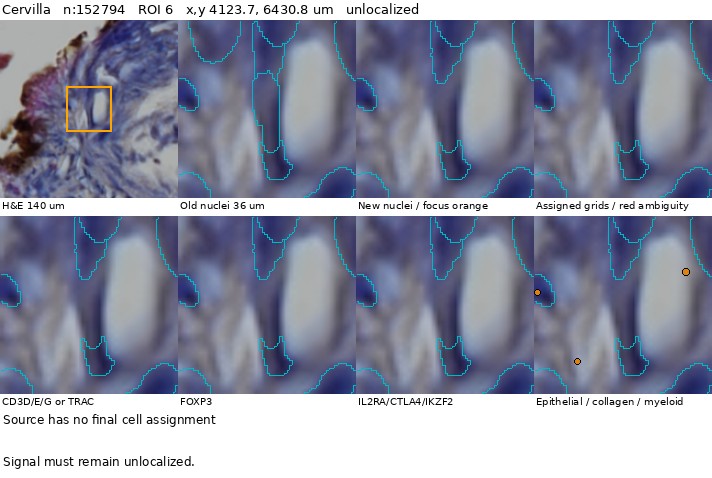 Cervilla n:152794 ROI 6 x,y 4123.7, 6430.8 um unlocalized
H&E 140 um
Old nuclei 36 um
New nuclei / focus orange
Assigned grids / red ambiguity
CD3D/E/G or TRAC
FOXP3
IL2RA/CTLA4/IKZF2
Epithelial / collagen / myeloid
Source has no final cell assignment
Signal must remain unlocalized.